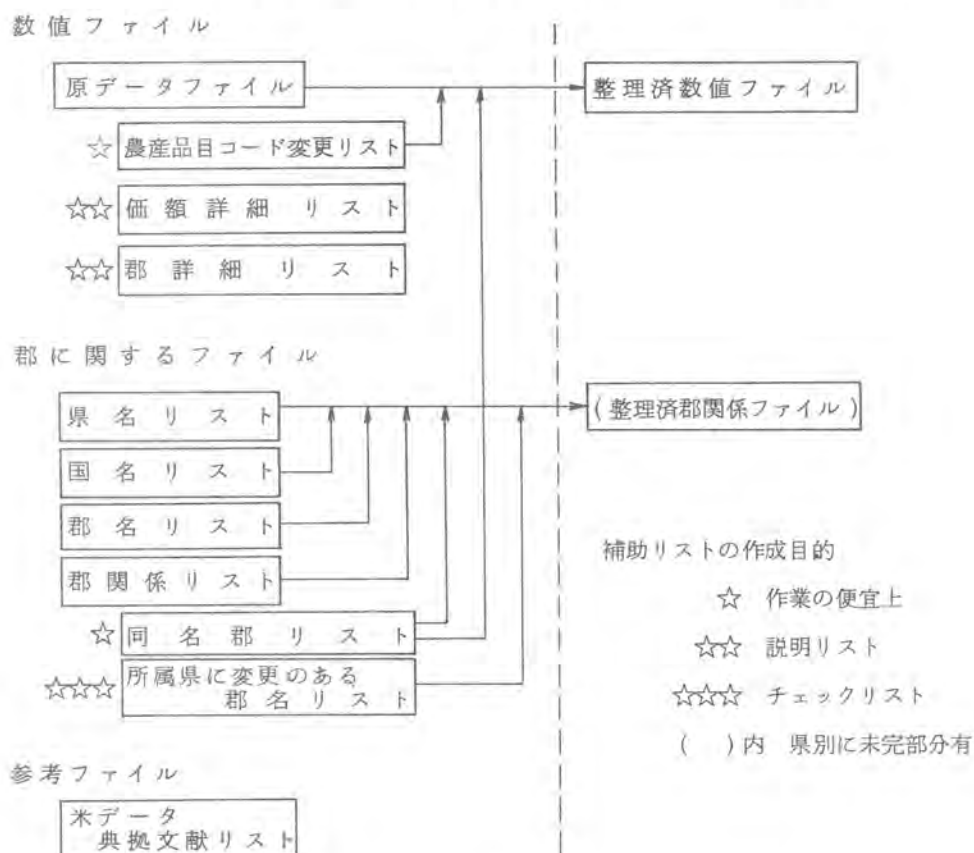 数値ファイル
原データファイル
整理済数値ファイル
☆ 農産品目コード変更リスト
☆☆ 価額詳細リスト
☆☆ 郡詳細リスト
郡に関するファイル
県名リスト
(整理済郡関係ファイル)
国名リスト
郡名リスト
郡関係リスト
☆ 同名郡リスト
☆☆☆ 所属県に変更のある
郡名リスト
補助リストの作成目的
☆ 作業の便宜上
☆☆ 説明リスト
☆☆☆ チェックリスト
( )内 県別に未完部分有
参考ファイル
米データ
典拠文献リスト